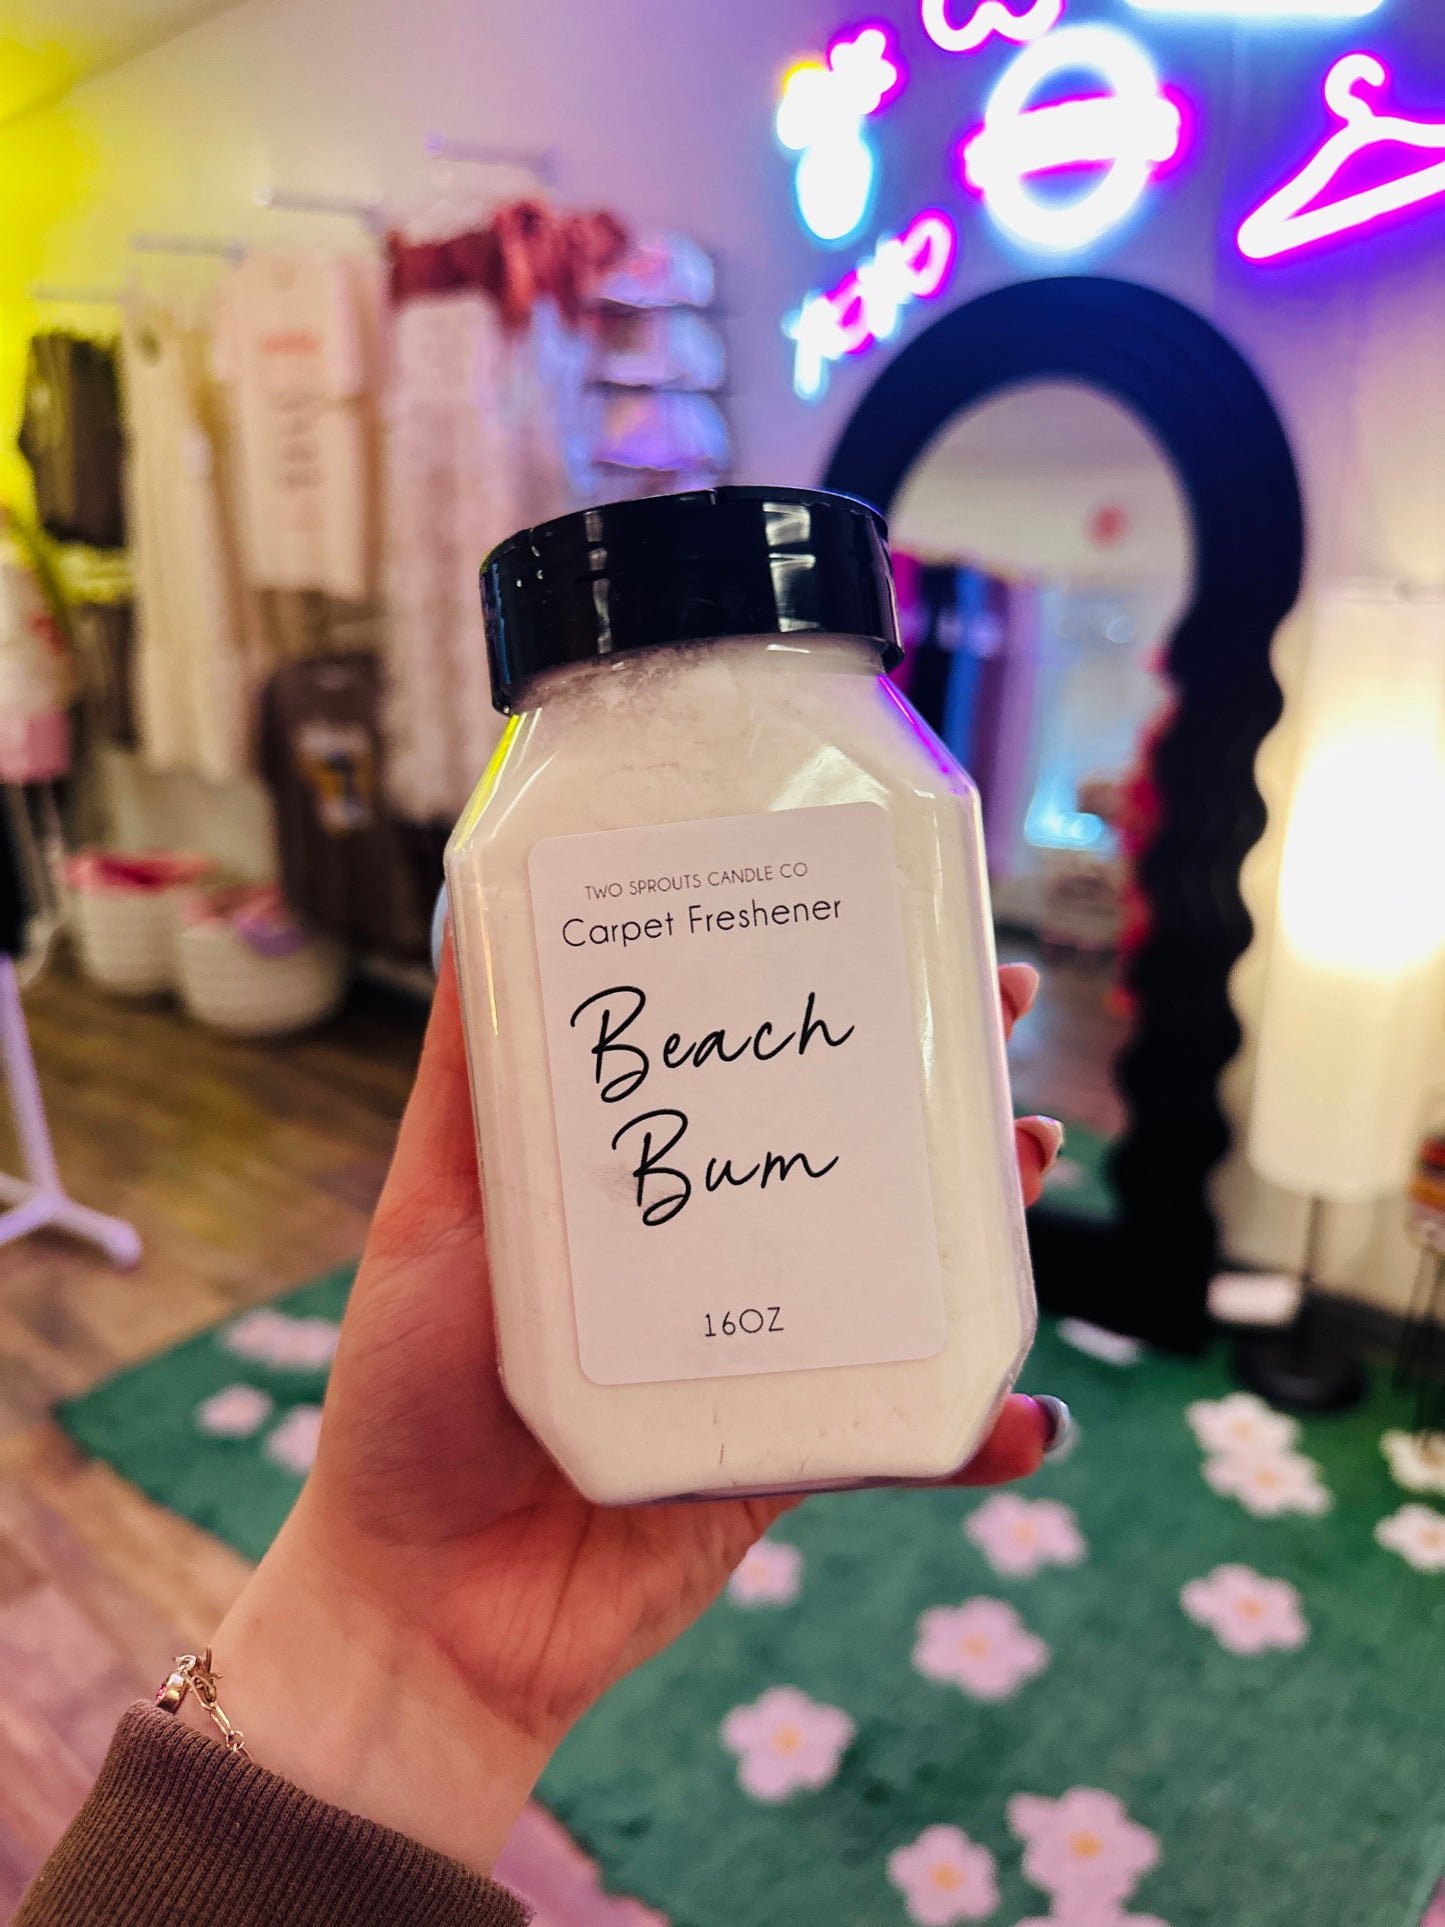 TWO SPROUTS CANDLE CO
Carpet Freshener
Beach
Bum
16OZ